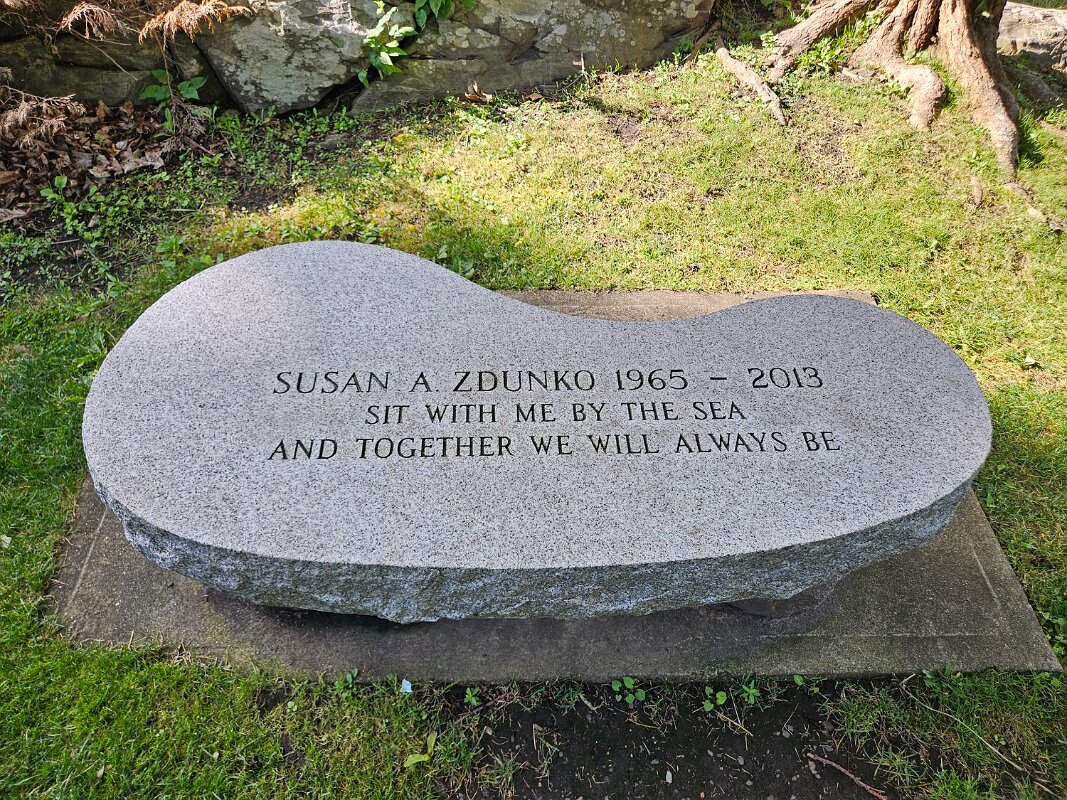 SUSAN A. ZDUNKO 1965 – 2013
SIT WITH ME BY THE SEA
AND TOGETHER WE WILL ALWAYS BE